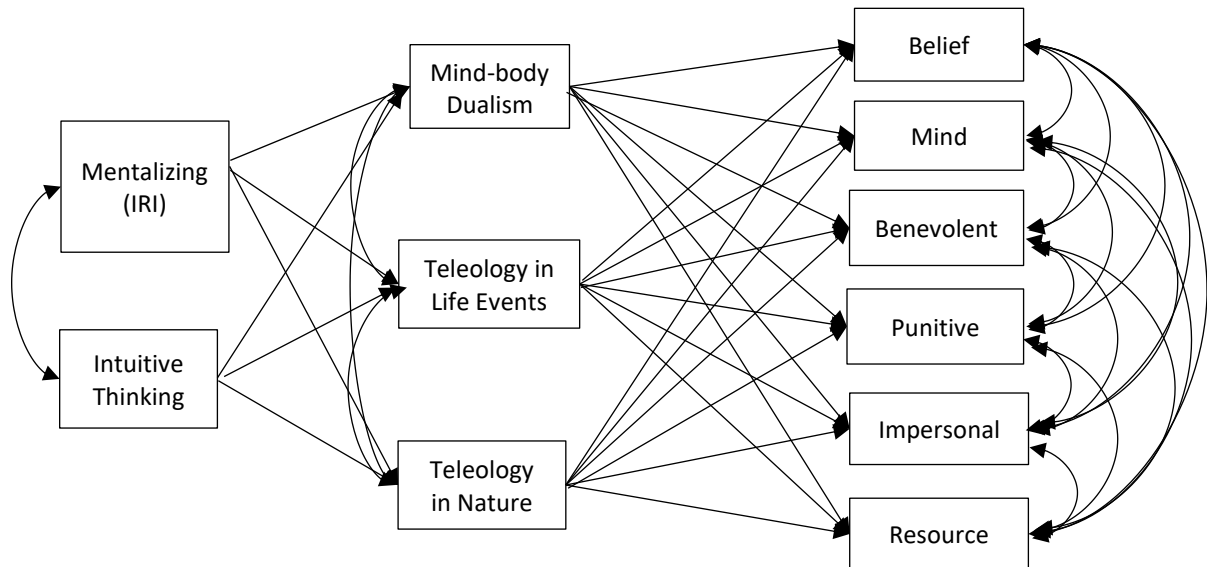 Mentalizing
(IRI)
Intuitive
Thinking
Mind-body
Dualism
Teleology in
Life Events
Teleology
in Nature
Belief
Mind
Benevolent
Punitive
Impersonal
Resource